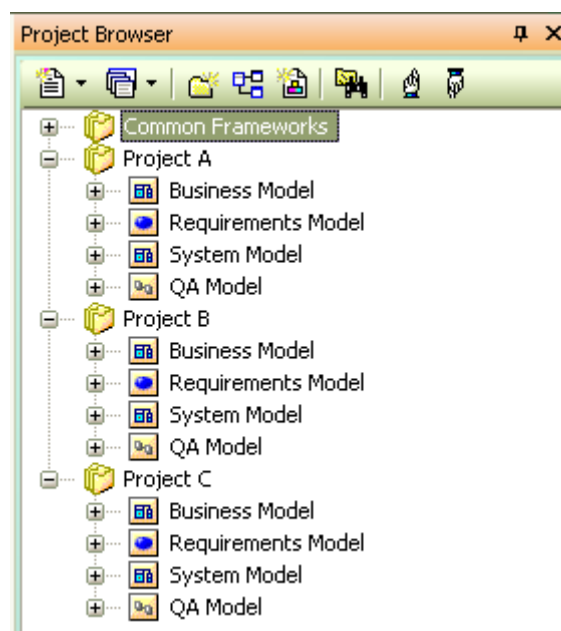 Project Browser
Common Frameworks
Project A
Business Model
Requirements Model
System Model
QA Model
Project B
Business Model
Requirements Model
System Model
QA Model
Project C
Business Model
Requirements Model
System Model
QA Model